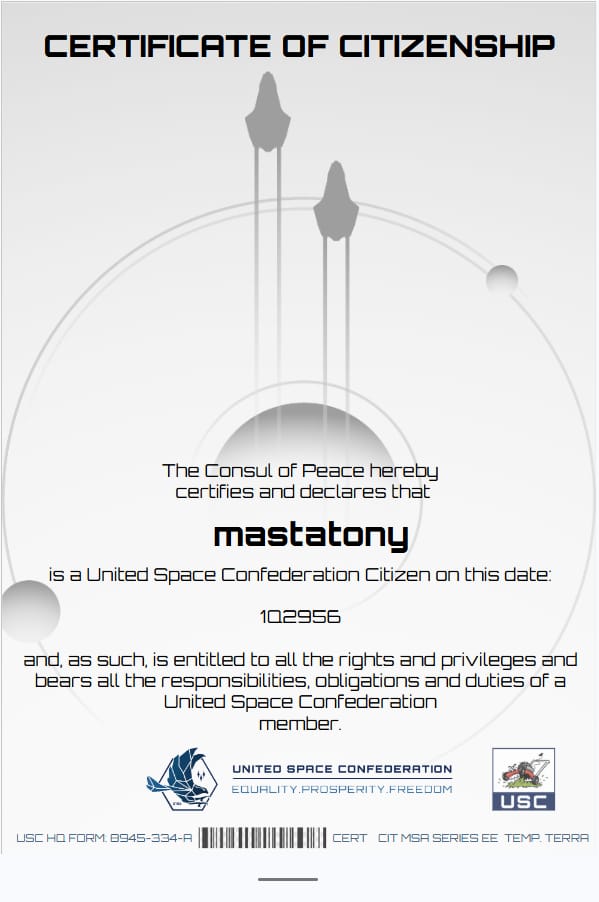 CERTIFICATE OF CITIZENSHIP
The Consul of Peace hereby
certifies and declares that
mastatony
is a United Space Confederation Citizen on this date:
1Q2956
and, as such, is entitled to all the rights and privileges and
bears all the responsibilities, obligations and duties of a
United Space Confederation
member.
UNITED SPACE CONFEDERATION
EQUALITY.PROSPERITY.FREEDOM
USC
USC HQ FORM: 8945-334-A CERT CIT MSA SERIES EE TEMP. TERRA